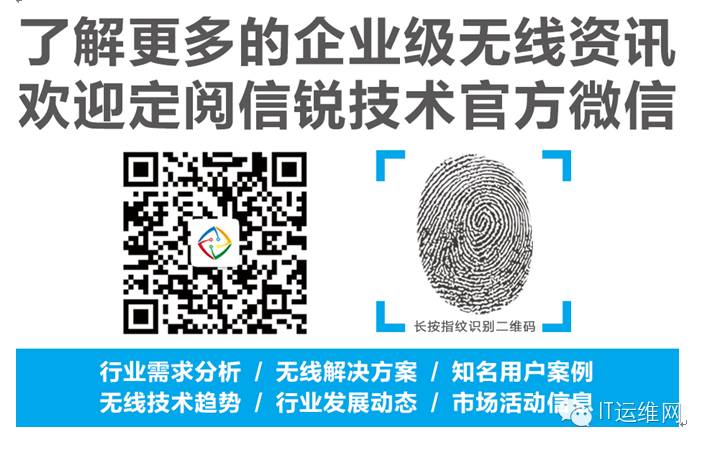 了解更多的企业级无线资讯
欢迎定阅信锐技术官方微信
长按指纹识别二维码
行业需求分析 / 无线解决方案 / 知名用户案例
无线技术趋势 / 行业发展动态 / 市场活动信息
IT运维网